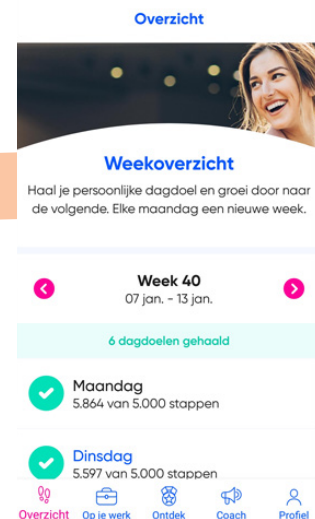 Overzicht
Weekoverzicht
Haal je persoonlijke dagdoel en groei door naar
de volgende. Elke maandag een nieuwe week.
Week 40
07 jan. - 13 jan.
6 dagdoelen gehaald
Maandag
5.864 van 5.000 stappen
Dinsdag
5.597 van 5.000 stappen
Overzicht
Op je werk
Ontdek
Coach
Profiel